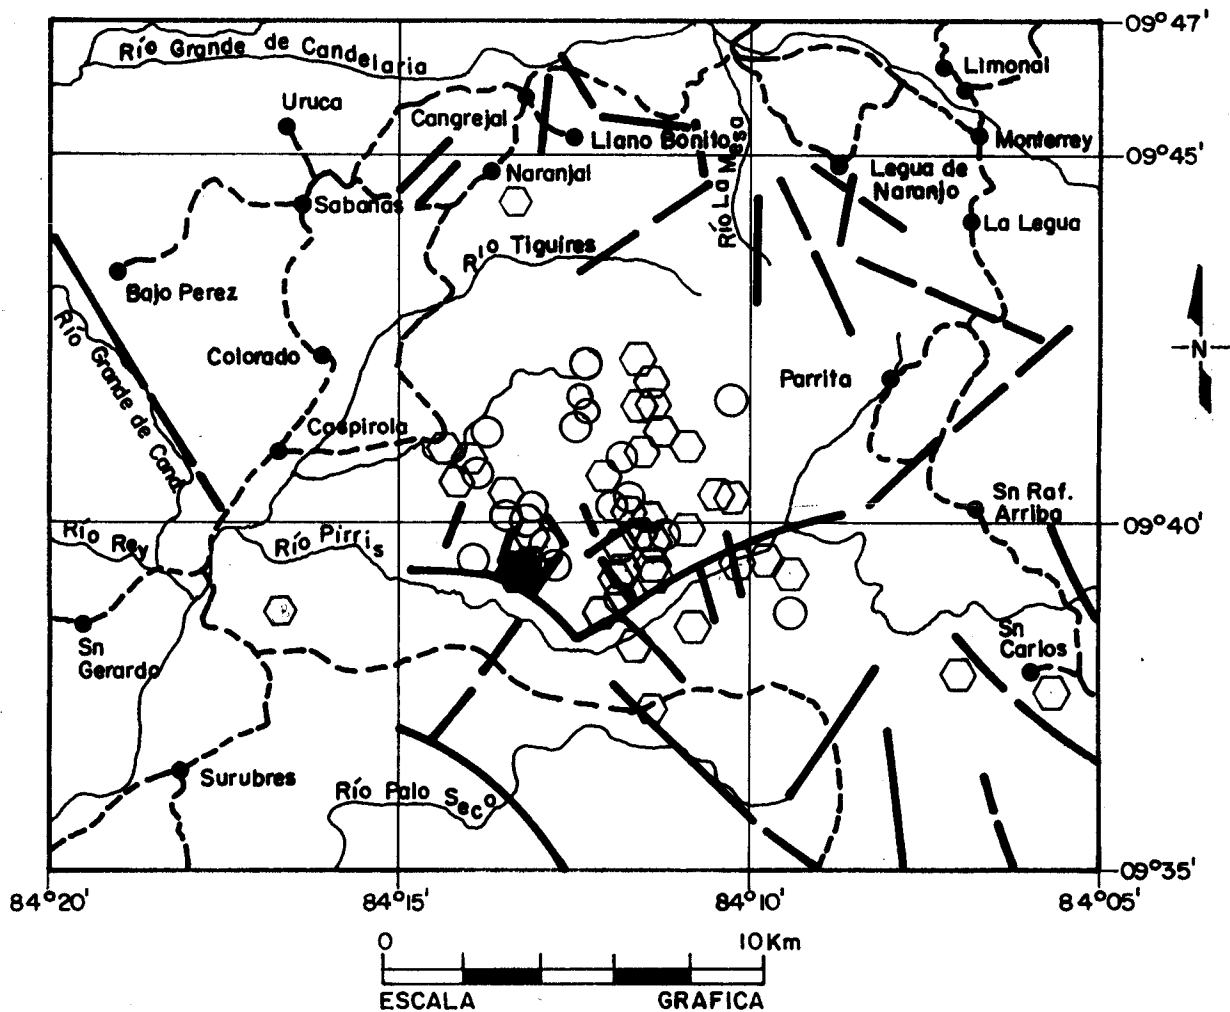 09°47'
Río Grande de Candelaria
Limonal
Uruca
Cangrejal
Llano Bonito
Monterrey
09°45'
Naranjal
Río La Mesa
Legua de
Naranjo
Sabanas
La Legua
Río Tiguires
Bajo Perez
Río Grande de Cand.
Colorado
Parrita
N
Caspirola
Sn Raf.
Arriba
09°40'
Río Rey
Río Pirris
Sn
Gerardo
Sn
Carlos
Surubres
Río Palo Seco
09°35'
84°20'
84°15'
84°10'
84°05'
0
10 Km
ESCALA
GRAFICA